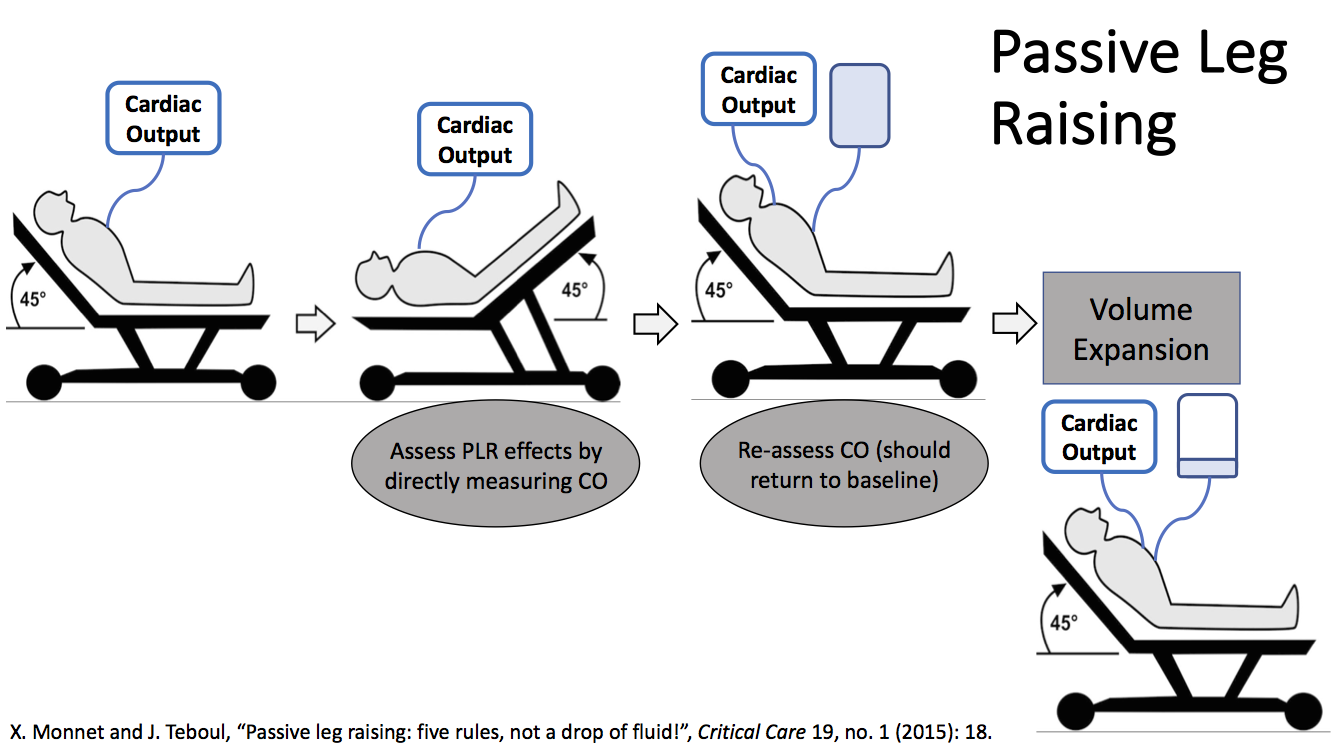 Passive Leg
Raising
Cardiac
Output
45°
Cardiac
Output
45°
Assess PLR effects by
directly measuring CO
Cardiac
Output
45°
Re-assess CO (should
return to baseline)
Volume
Expansion
Cardiac
Output
45°
X. Monnet and J. Teboul, “Passive leg raising: five rules, not a drop of fluid!”, Critical Care 19, no. 1 (2015): 18.